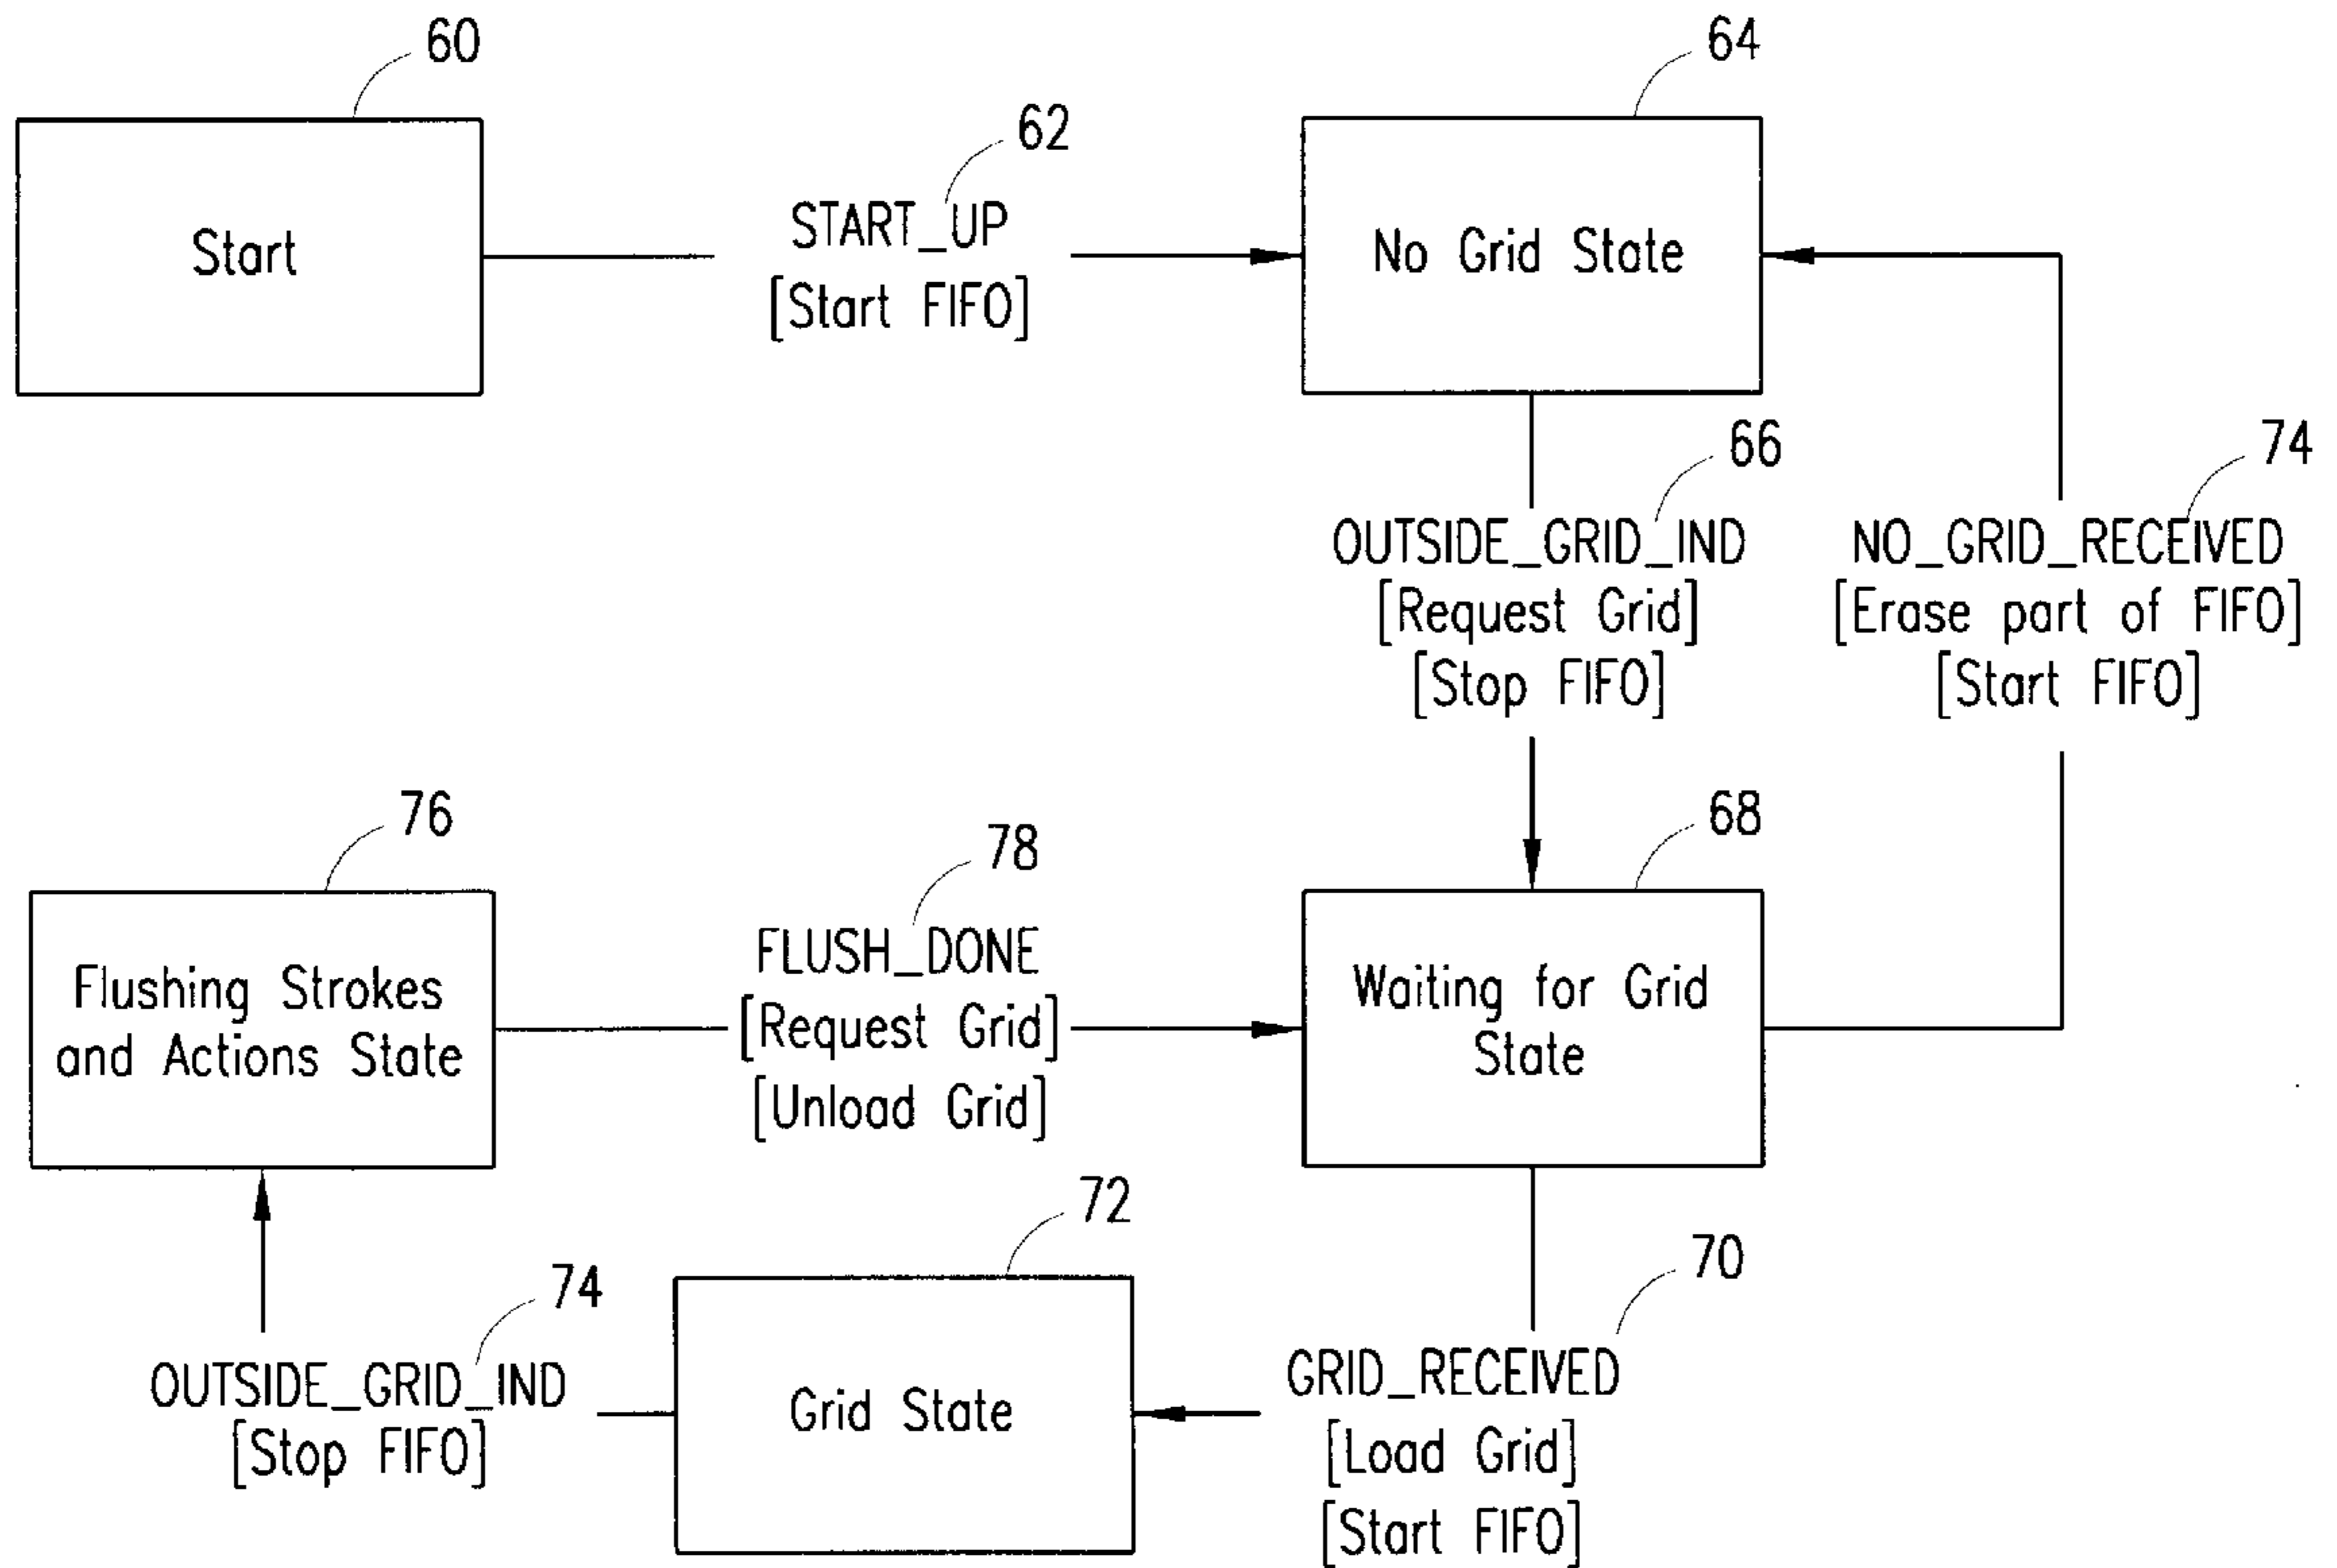 60
64
62
Start
START_UP
[Start FIFO]
No Grid State
66
74
OUTSIDE_GRID_IND
[Request Grid]
[Stop FIFO]
NO_GRID_RECEIVED
[Erase part of FIFO]
[Start FIFO]
76
78
68
Flushing Strokes
and Actions State
FLUSH_DONE
[Request Grid]
[Unload Grid]
Waiting for Grid
State
72
70
74
OUTSIDE_GRID_IND
[Stop FIFO]
Grid State
GRID_RECEIVED
[Load Grid]
[Start FIFO]